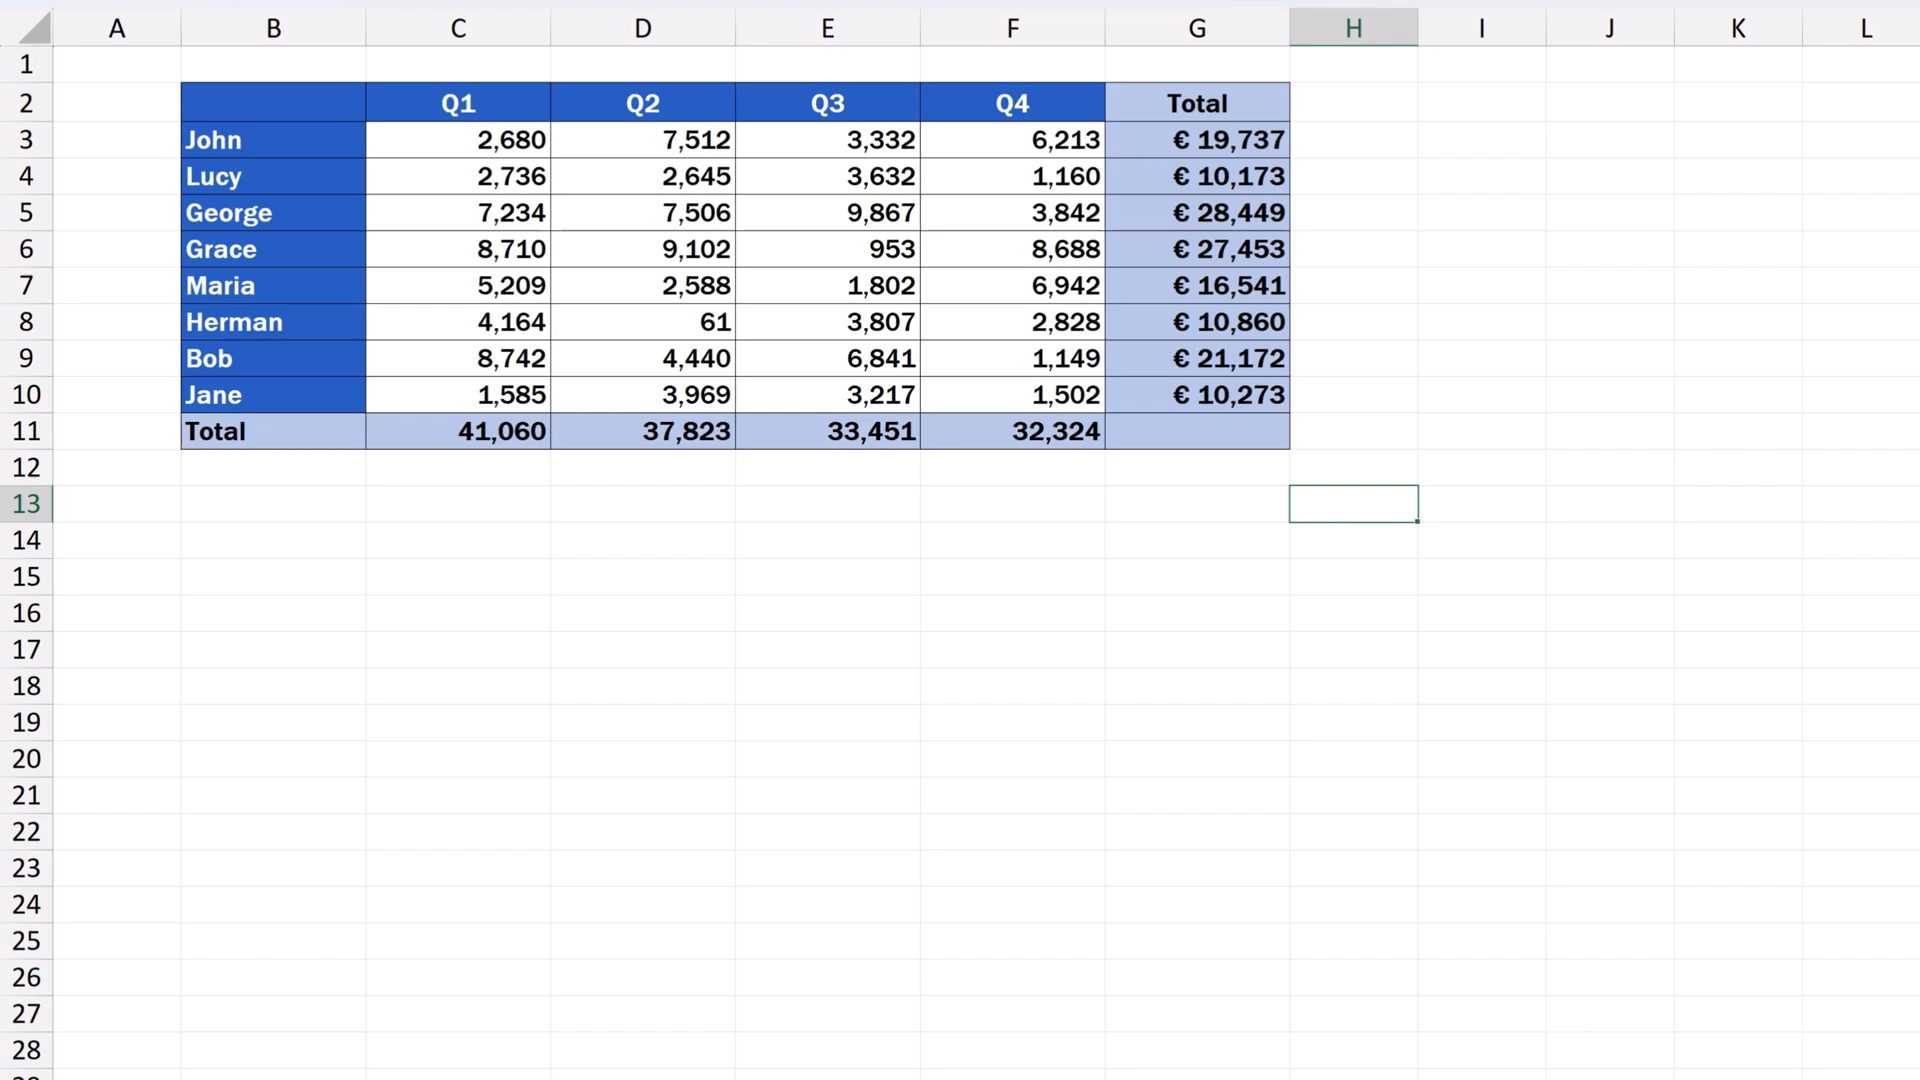 A B C D E F G H I J K L
1
2 Q1 Q2 Q3 Q4 Total
3 John 2,680 7,512 3,332 6,213 € 19,737
4 Lucy 2,736 2,645 3,632 1,160 € 10,173
5 George 7,234 7,506 9,867 3,842 € 28,449
6 Grace 8,710 9,102 953 8,688 € 27,453
7 Maria 5,209 2,588 1,802 6,942 € 16,541
8 Herman 4,164 61 3,807 2,828 € 10,860
9 Bob 8,742 4,440 6,841 1,149 € 21,172
10 Jane 1,585 3,969 3,217 1,502 € 10,273
11 Total 41,060 37,823 33,451 32,324
12
13
14
15
16
17
18
19
20
21
22
23
24
25
26
27
28